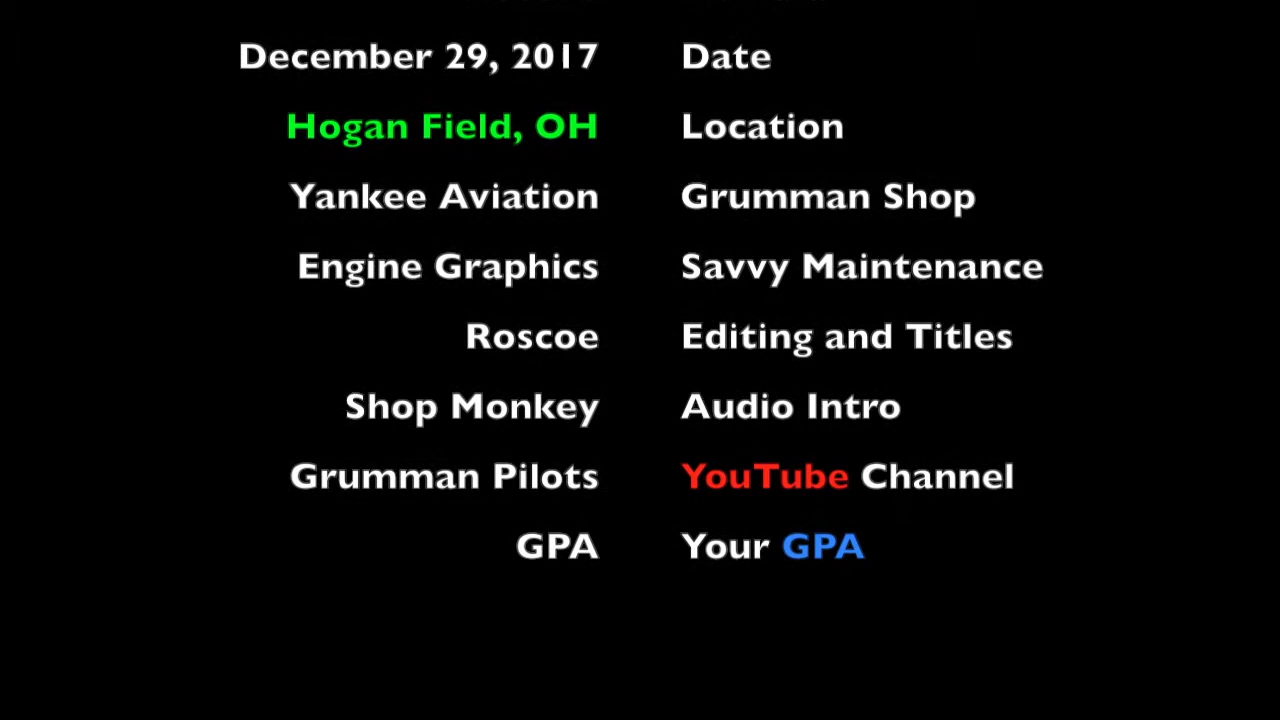 December 29, 2017 Date
Hogan Field, OH Location
Yankee Aviation Grumman Shop
Engine Graphics Savvy Maintenance
Roscoe Editing and Titles
Shop Monkey Audio Intro
Grumman Pilots YouTube Channel
GPA Your GPA